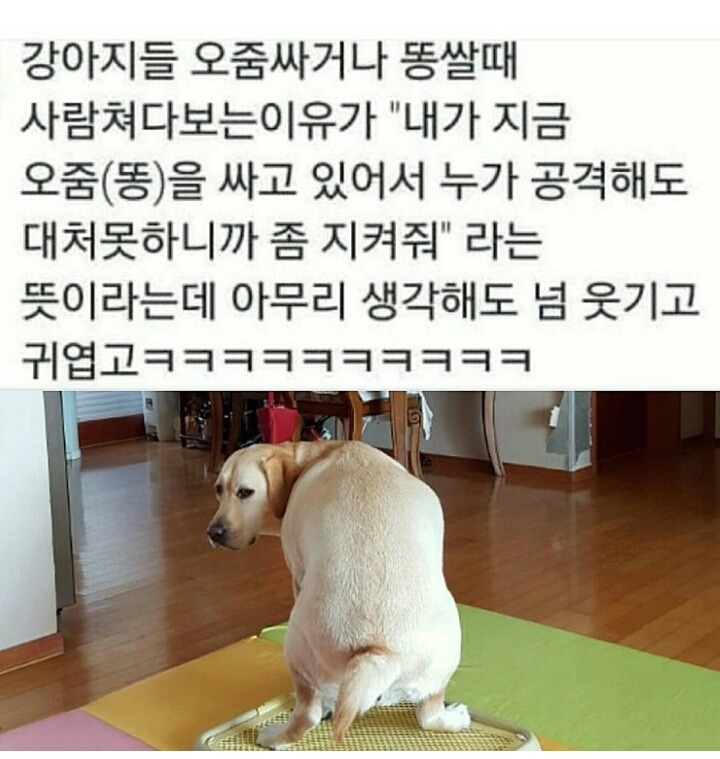 강아지들 오줌싸거나 똥쌀때
사람쳐다보는이유가 "내가 지금
오줌(똥)을 싸고 있어서 누가 공격해도
대처못하니까 좀 지켜줘" 라는
뜻이라는데 아무리 생각해도 넘 웃기고
귀엽고ㅋㅋㅋㅋㅋㅋㅋㅋㅋㅋ